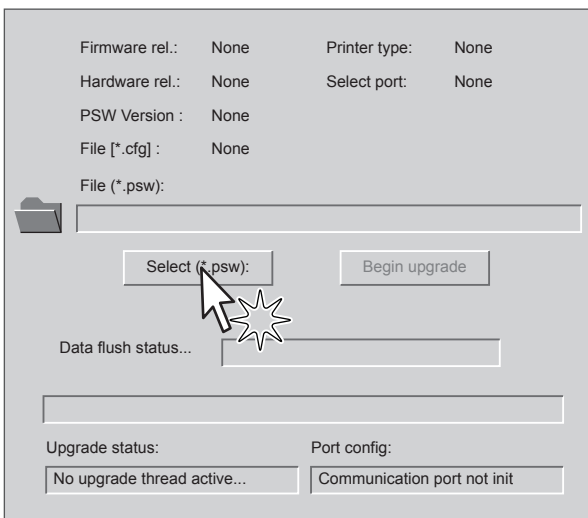 Firmware rel.: None Printer type: None
Hardware rel.: None Select port: None
PSW Version : None
File [*.cfg] : None
File (*.psw):
Select (*.psw): Begin upgrade
Data flush status...
Upgrade status: Port config:
No upgrade thread active... Communication port not init